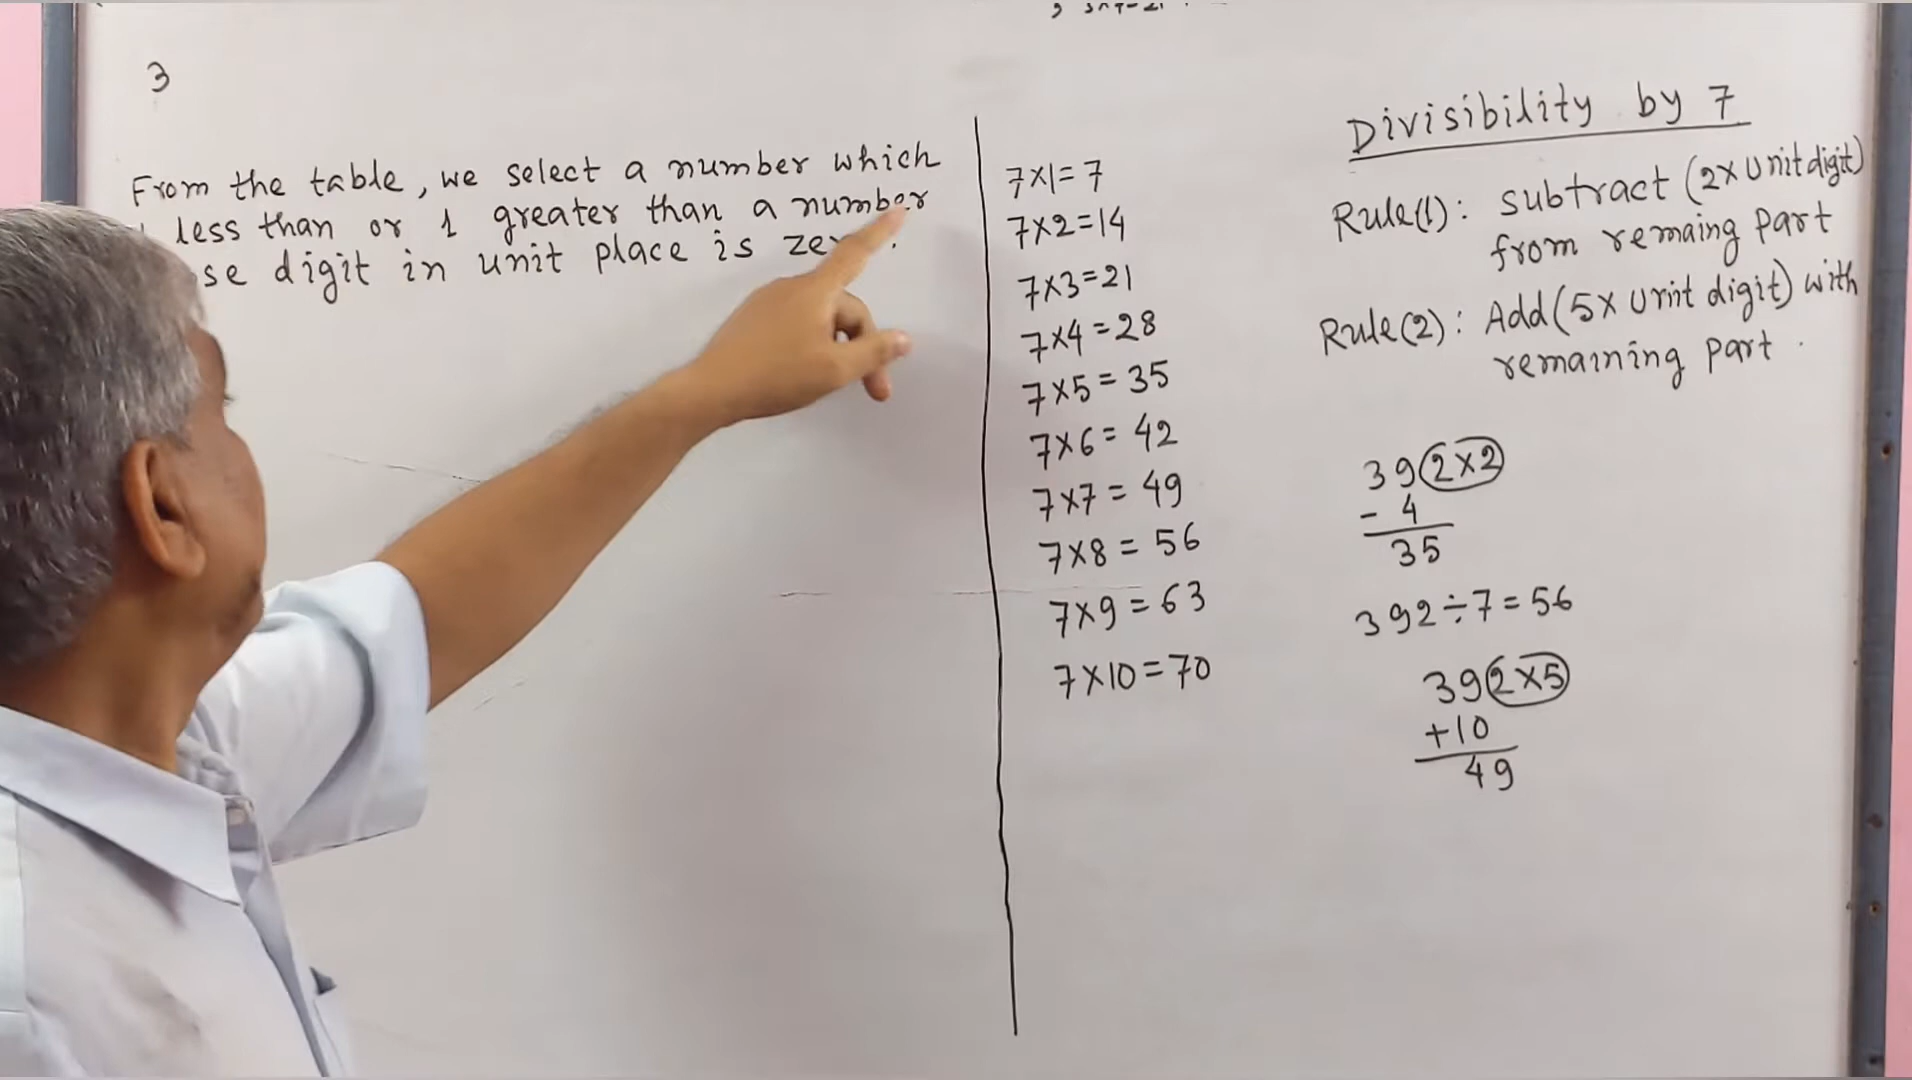 3
From the table, we select a number which
less than or 1 greater than a number
se digit in unit place is ze
7×1=7
7×2=14
7×3=21
7×4=28
7×5=35
7×6=42
7×7=49
7×8=56
7×9=63
7×10=70
Divisibility by 7
Rule(1): subtract (2×Unit digit)
from remaing part
Rule(2): Add (5×Unit digit) with
remaining part.
392×2
- 4
35
392÷7=56
392×5
+10
49